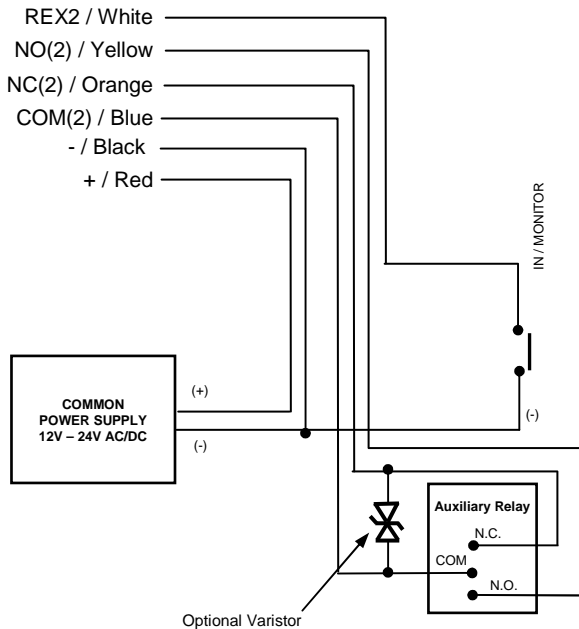 REX2 / White
NO(2) / Yellow
NC(2) / Orange
COM(2) / Blue
- / Black
+ / Red
IN / MONITOR
COMMON
POWER SUPPLY
12V – 24V AC/DC
(+)
(-)
(-)
Auxiliary Relay
N.C.
COM
N.O.
Optional Varistor